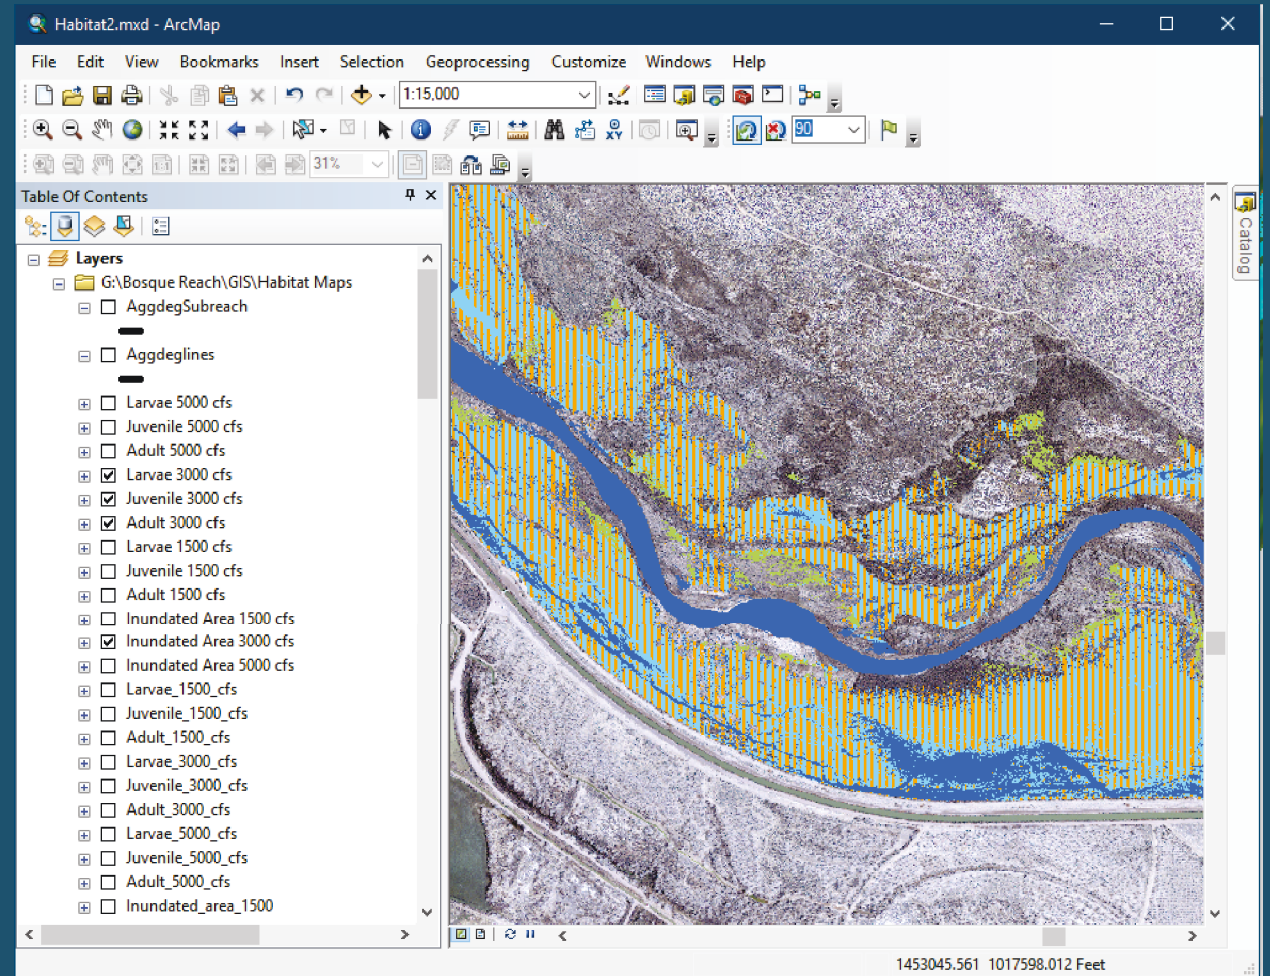 Habitat2.mxd - ArcMap
File Edit View Bookmarks Insert Selection Geoprocessing Customize Windows Help
1:15,000
XY
90
1:1
31%
Table Of Contents
Layers
G:\Bosque Reach\GIS\Habitat Maps
AggdegSubreach
Aggdeglines
Larvae 5000 cfs
Juvenile 5000 cfs
Adult 5000 cfs
Larvae 3000 cfs
Juvenile 3000 cfs
Adult 3000 cfs
Larvae 1500 cfs
Juvenile 1500 cfs
Adult 1500 cfs
Inundated Area 1500 cfs
Inundated Area 3000 cfs
Inundated Area 5000 cfs
Larvae_1500_cfs
Juvenile_1500_cfs
Adult_1500_cfs
Larvae_3000_cfs
Juvenile_3000_cfs
Adult_3000_cfs
Larvae_5000_cfs
Juvenile_5000_cfs
Adult_5000_cfs
Inundated_area_1500
Catalog
1453045.561 1017598.012 Feet